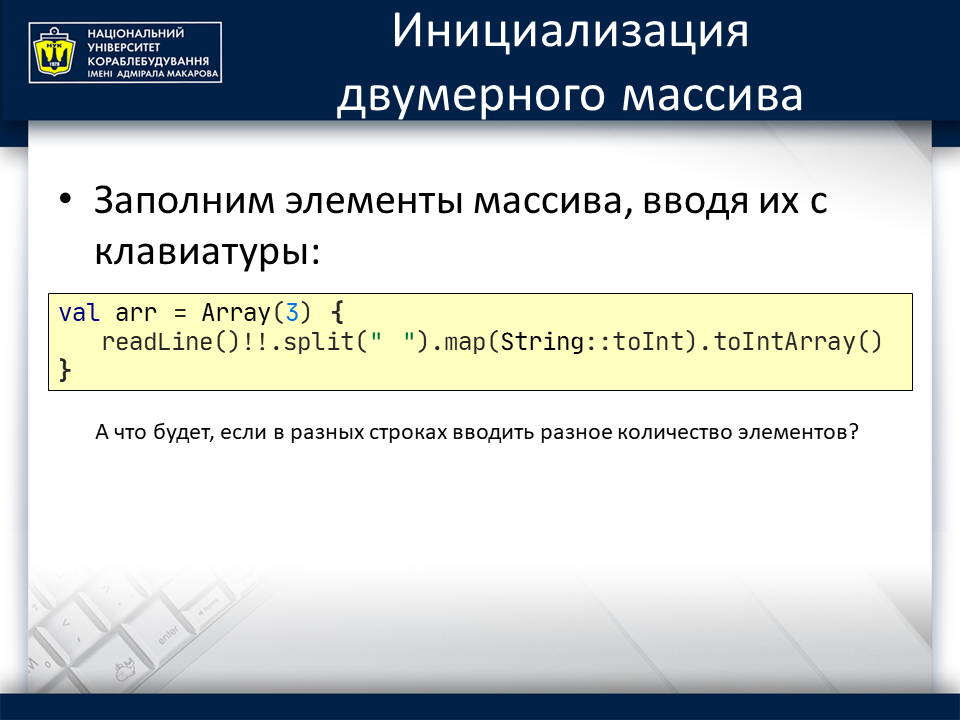 НАЦІОНАЛЬНИЙ
УНІВЕРСИТЕТ
КОРАБЛЕБУДУВАННЯ
ІМЕНІ АДМІРАЛА МАКАРОВА
НУК
1920
Инициализация
двумерного массива
• Заполним элементы массива, вводя их с
клавиатуры:
val arr = Array(3) {
   readLine()!!.split(" ").map(String::toInt).toIntArray()
}
А что будет, если в разных строках вводить разное количество элементов?
enter